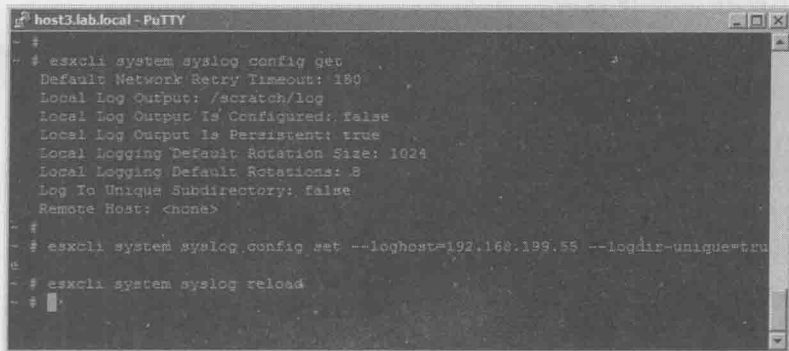 host3.lab.local - PuTTY
~ #
~ # esxcli system syslog config get
Default Network Retry Timeout: 180
Local Log Output: /scratch/log
Local Log Output Is Configured: false
Local Log Output Is Persistent: true
Local Logging Default Rotation Size: 1024
Local Logging Default Rotations: 8
Log To Unique Subdirectory: false
Remote Host: <none>
~ #
~ # esxcli system syslog config set --loghost=192.168.199.55 --logdir-unique=tru
e
~ # esxcli system syslog reload
~ #